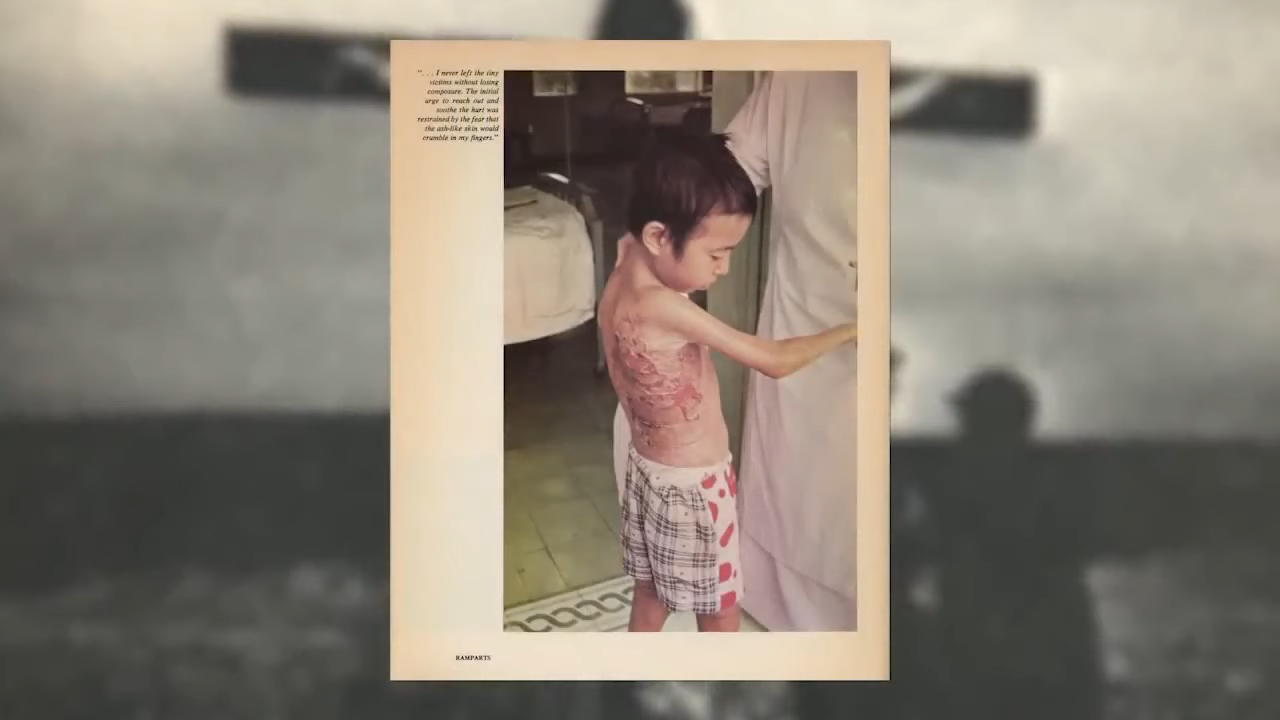 ". . . I never left the tiny
victims without losing
composure. The initial
urge to reach out and
soothe the hurt was
restrained by the fear that
the ash-like skin would
crumble in my fingers."
RAMPARTS